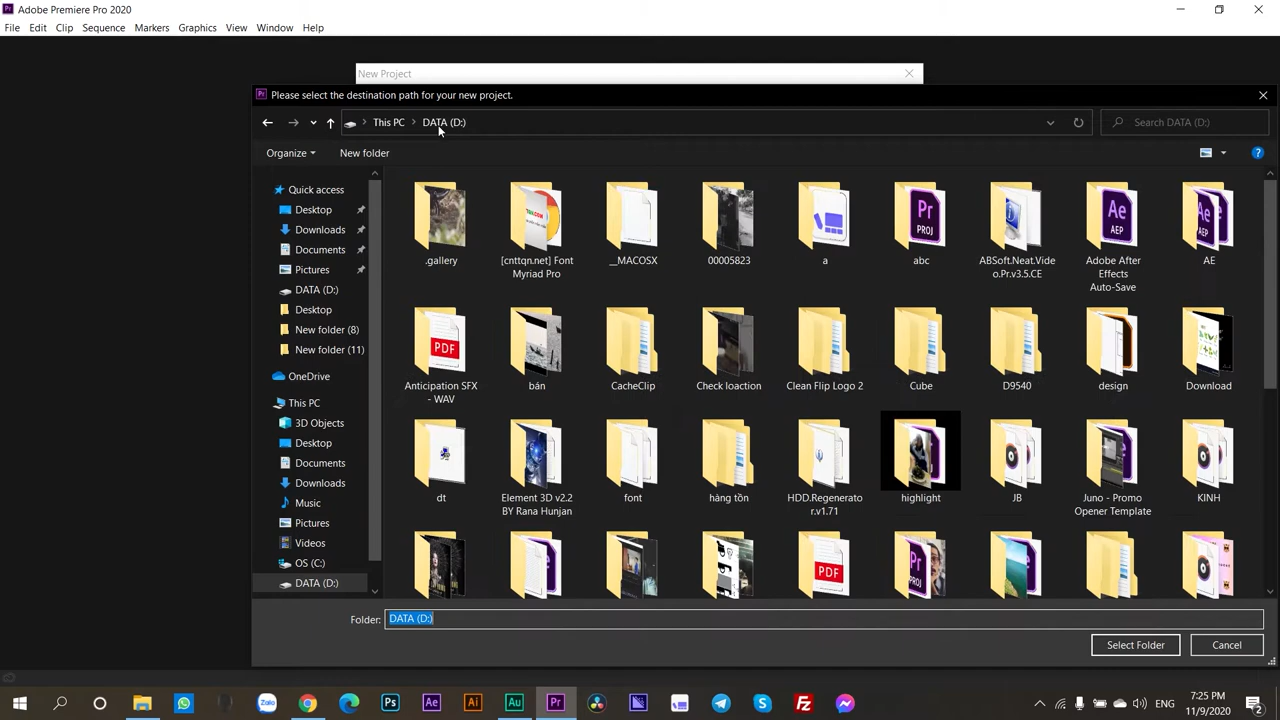 Adobe Premiere Pro 2020
File Edit Clip Sequence Markers Graphics View Window Help
New Project
Please select the destination path for your new project.
This PC > DATA (D:)
Search DATA (D:)
Organize
New folder
Quick access
Desktop
Downloads
Documents
Pictures
DATA (D:)
Desktop
New folder (8)
New folder (11)
OneDrive
This PC
3D Objects
Desktop
Documents
Downloads
Music
Pictures
Videos
OS (C:)
DATA (D:)
.gallery
[cnttqn.net] Font
Myriad Pro
__MACOSX
00005823
a
abc
ABSoft.Neat.Vide
o.Pr.v3.5.CE
Adobe After
Effects
Auto-Save
AE
Anticipation SFX
- WAV
bán
CacheClip
Check loaction
Clean Flip Logo 2
Cube
D9540
design
Download
dt
Element 3D v2.2
BY Rana Hunjan
font
hàng tồn
HDD.Regenerato
r.v1.71
highlight
JB
Juno - Promo
Opener Template
KINH
Folder: DATA (D:)
Select Folder
Cancel
ENG
7:25 PM
11/9/2020